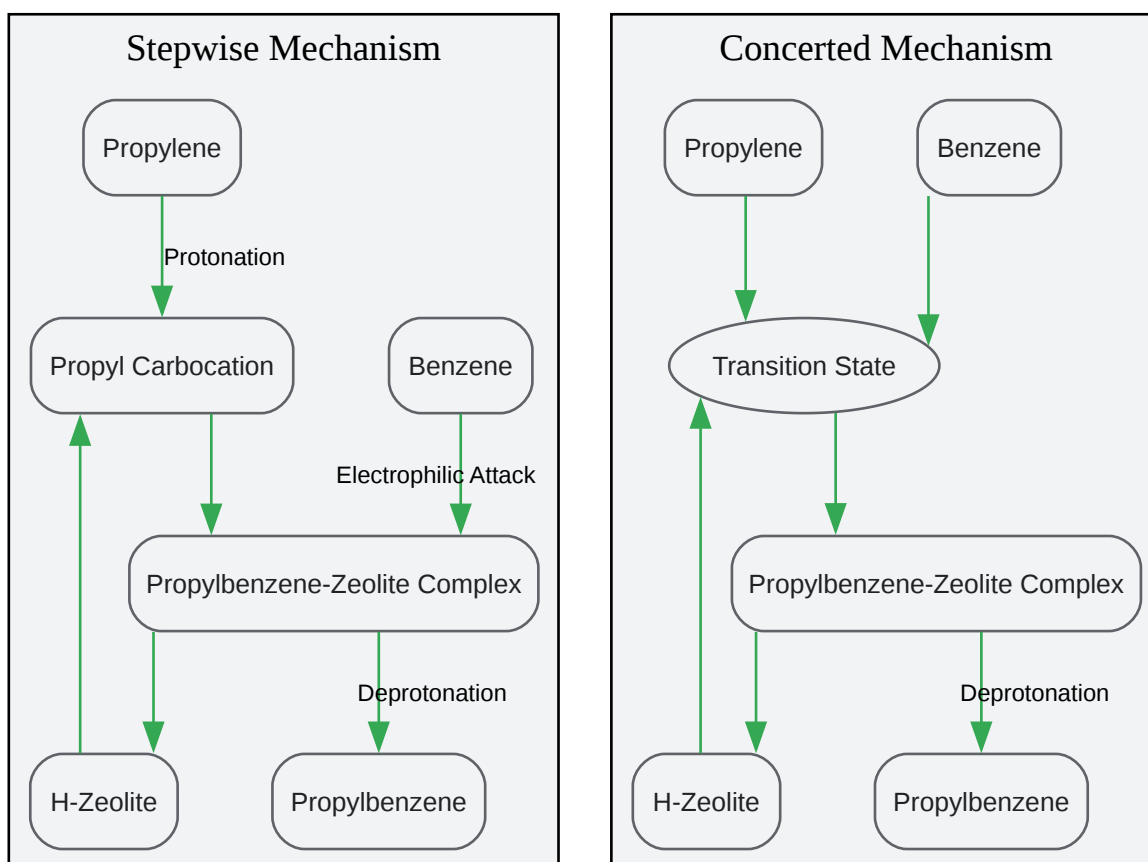 Stepwise Mechanism
Propylene
Protonation
Propyl Carbocation
Benzene
Electrophilic Attack
Propylbenzene-Zeolite Complex
Deprotonation
H-Zeolite
Propylbenzene
Concerted Mechanism
Propylene
Benzene
Transition State
Propylbenzene-Zeolite Complex
Deprotonation
H-Zeolite
Propylbenzene